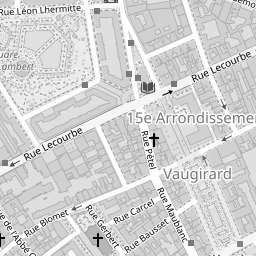 Rue Léon Lhermitte
Lambert
Rue Lecourbe
15e Arrondissement
Rue Lecourbe
Rue Pétel
Vaugirard
Rue Blomet
Rue Carcel
Rue Maublanc
Rue Gerbert
Rue Bausset